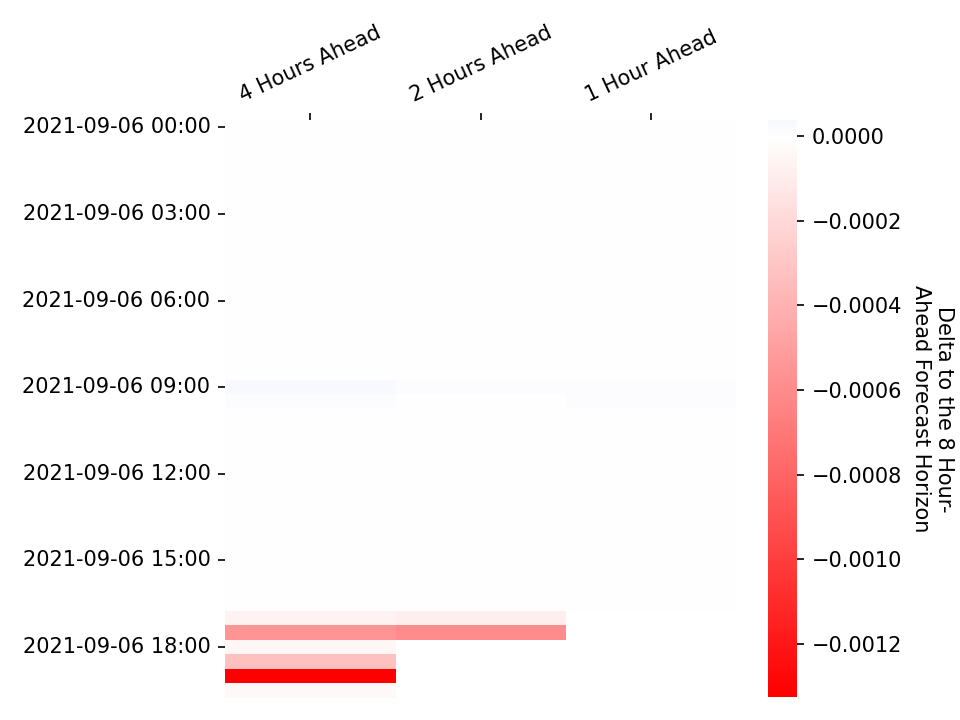 4 Hours Ahead
2 Hours Ahead
1 Hour Ahead
2021-09-06 00:00
2021-09-06 03:00
2021-09-06 06:00
2021-09-06 09:00
2021-09-06 12:00
2021-09-06 15:00
2021-09-06 18:00
0.0000
−0.0002
−0.0004
−0.0006
−0.0008
−0.0010
−0.0012
Delta to the 8 Hour-
Ahead Forecast Horizon